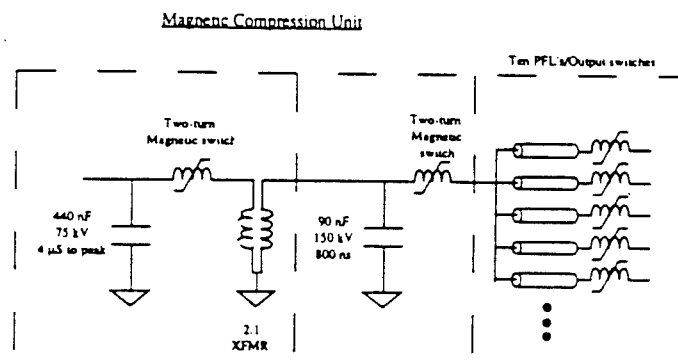 Magnetic Compression Unit
Ten PFL's/Output switches
Two-turn
Magnetic switch
Two-turn
Magnetic
switch
440 nF
75 kV
4 µS to peak
90 nF
150 kV
800 ns
2.1
XFMR